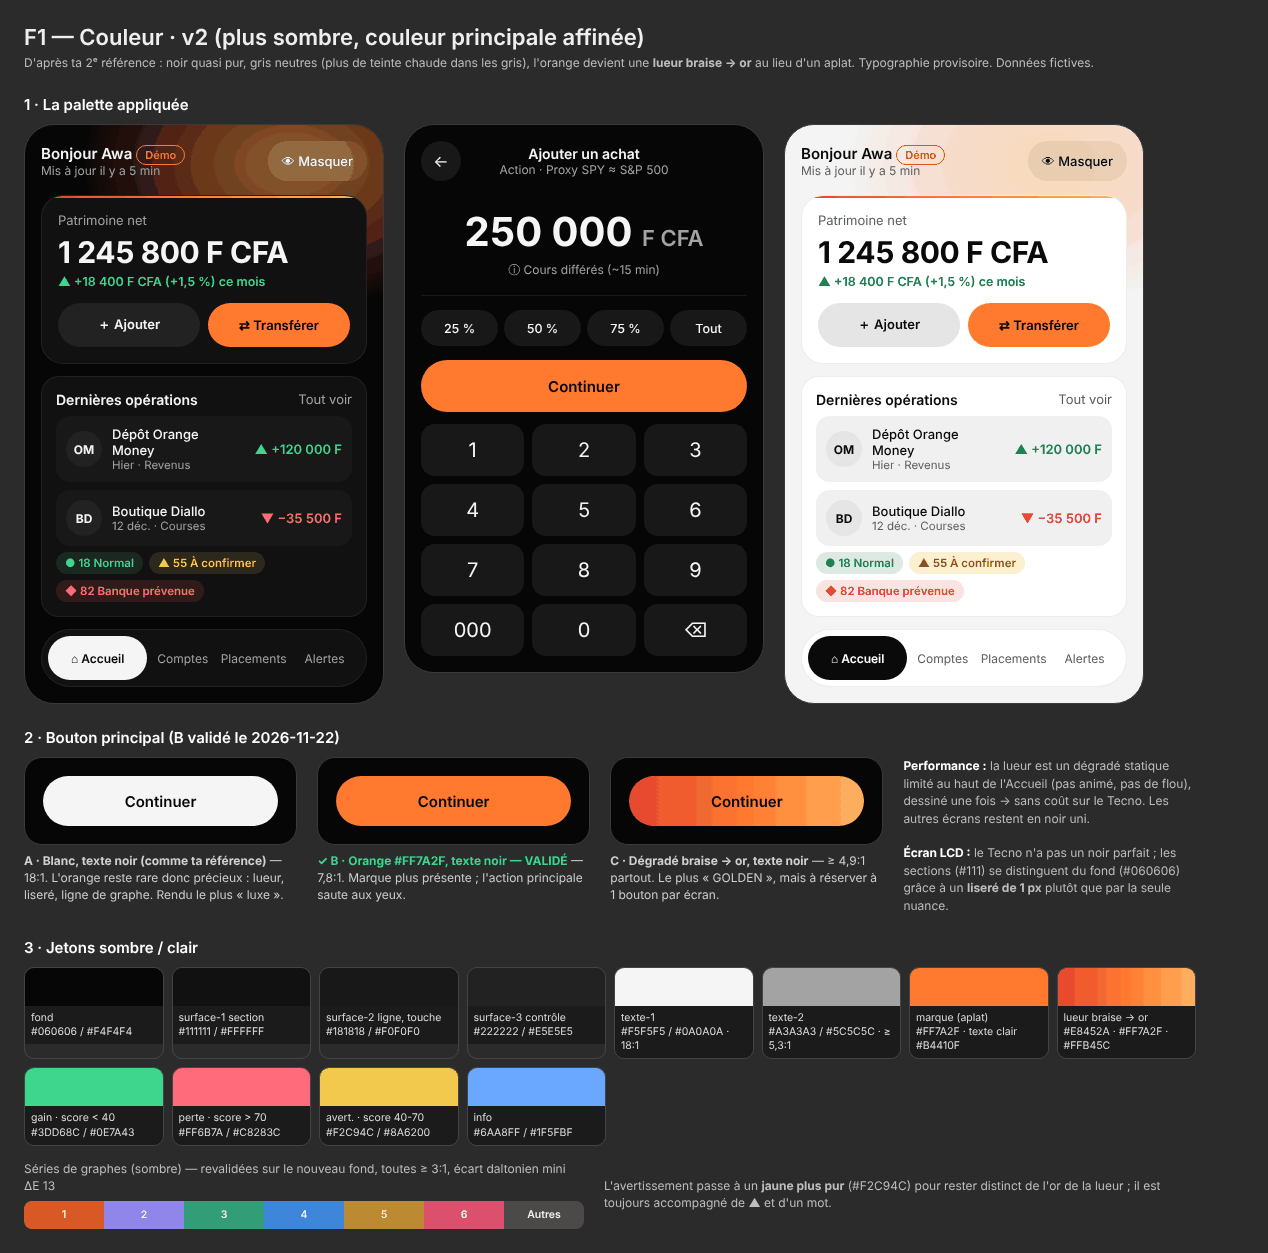 F1 — Couleur · v2 (plus sombre, couleur principale affinée)
D'après ta 2ᵉ référence : noir quasi pur, gris neutres (plus de teinte chaude dans les gris), l'orange devient une lueur braise → or au lieu d'un aplat. Typographie provisoire. Données fictives.
1 · La palette appliquée
Bonjour Awa Démo
Mis à jour il y a 5 min
👁 Masquer
Patrimoine net
1 245 800 F CFA
▲ +18 400 F CFA (+1,5 %) ce mois
+ Ajouter
⇄ Transférer
Dernières opérations
Tout voir
OM
Dépôt Orange
Money
Hier · Revenus
▲ +120 000 F
BD
Boutique Diallo
12 déc. · Courses
▼ −35 500 F
● 18 Normal
▲ 55 À confirmer
◆ 82 Banque prévenue
⌂ Accueil
Comptes
Placements
Alertes
←
Ajouter un achat
Action · Proxy SPY ≈ S&P 500
250 000 F CFA
ⓘ Cours différés (~15 min)
25 %
50 %
75 %
Tout
Continuer
1
2
3
4
5
6
7
8
9
000
0
⌫
Bonjour Awa Démo
Mis à jour il y a 5 min
👁 Masquer
Patrimoine net
1 245 800 F CFA
▲ +18 400 F CFA (+1,5 %) ce mois
+ Ajouter
⇄ Transférer
Dernières opérations
Tout voir
OM
Dépôt Orange
Money
Hier · Revenus
▲ +120 000 F
BD
Boutique Diallo
12 déc. · Courses
▼ −35 500 F
● 18 Normal
▲ 55 À confirmer
◆ 82 Banque prévenue
⌂ Accueil
Comptes
Placements
Alertes
2 · Bouton principal (B validé le 2026-11-22)
Continuer
A · Blanc, texte noir (comme ta référence) —
18:1. L'orange reste rare donc précieux : lueur,
liseré, ligne de graphe. Rendu le plus « luxe ».
Continuer
✓ B · Orange #FF7A2F, texte noir — VALIDÉ —
7,8:1. Marque plus présente ; l'action principale
saute aux yeux.
Continuer
C · Dégradé braise → or, texte noir — ≥ 4,9:1
partout. Le plus « GOLDEN », mais à réserver à
1 bouton par écran.
Performance : la lueur est un dégradé statique
limité au haut de l'Accueil (pas animé, pas de flou),
dessiné une fois → sans coût sur le Tecno. Les
autres écrans restent en noir uni.
Écran LCD : le Tecno n'a pas un noir parfait ; les
sections (#111) se distinguent du fond (#060606)
grâce à un liseré de 1 px plutôt que par la seule
nuance.
3 · Jetons sombre / clair
fond
#060606 / #F4F4F4
surface-1 section
#111111 / #FFFFFF
surface-2 ligne, touche
#181818 / #F0F0F0
surface-3 contrôle
#222222 / #E5E5E5
texte-1
#F5F5F5 / #0A0A0A ·
18:1
texte-2
#A3A3A3 / #5C5C5C · ≥
5,3:1
marque (aplat)
#FF7A2F · texte clair
#B4410F
lueur braise → or
#E8452A · #FF7A2F ·
#FFB45C
gain · score < 40
#3DD68C / #0E7A43
perte · score > 70
#FF6B7A / #C8283C
avert. · score 40-70
#F2C94C / #8A6200
info
#6AA8FF / #1F5FBF
Séries de graphes (sombre) — revalidées sur le nouveau fond, toutes ≥ 3:1, écart daltonien mini
ΔE 13
1
2
3
4
5
6
Autres
L'avertissement passe à un jaune plus pur (#F2C94C) pour rester distinct de l'or de la lueur ; il est
toujours accompagné de ▲ et d'un mot.